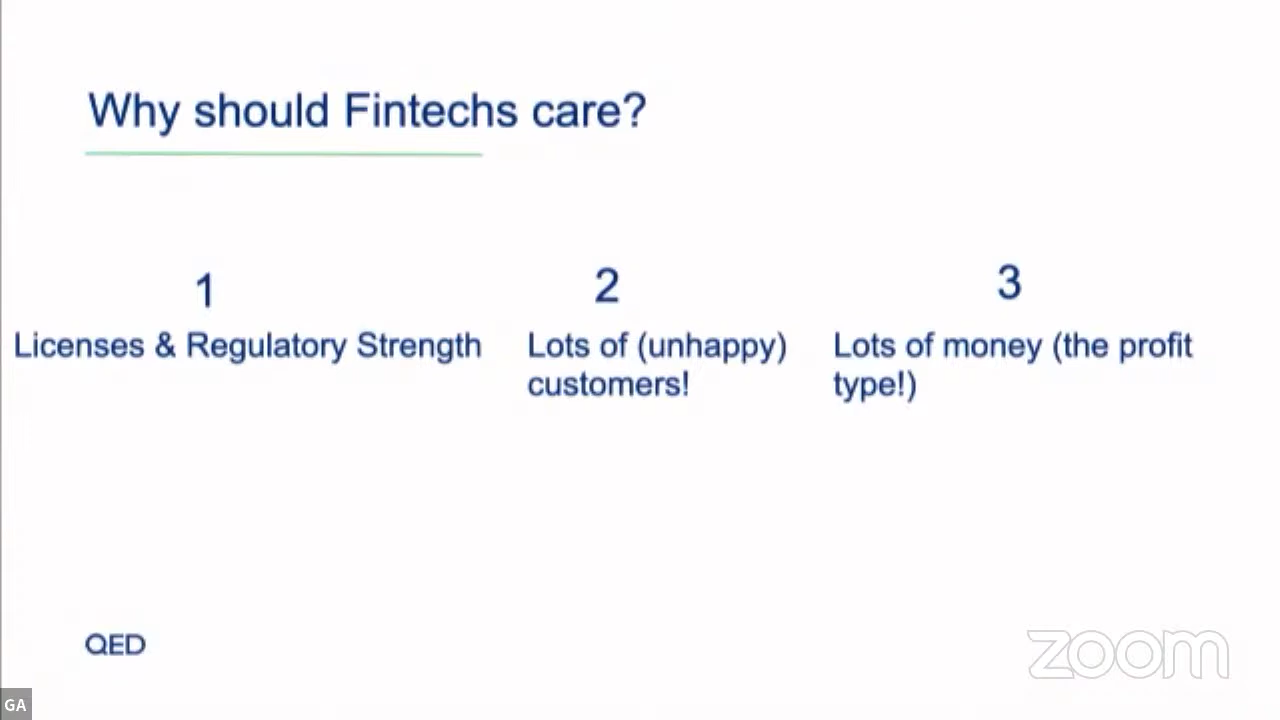 Why should Fintechs care?
1
Licenses & Regulatory Strength
2
Lots of (unhappy)
customers!
3
Lots of money (the profit
type!)
QED
zoom
GA